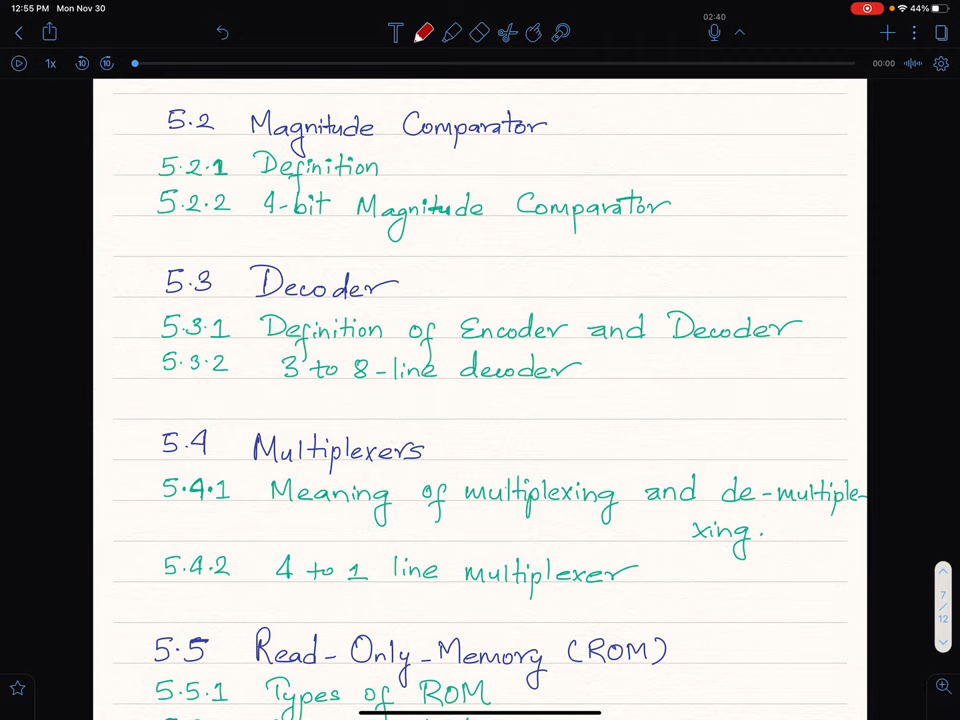 12:55 PM Mon Nov 30
44%
02:40
1x
10
10
00:00
5.2 Magnitude Comparator
5.2.1 Definition
5.2.2 4-bit Magnitude Comparator
5.3 Decoder
5.3.1 Definition of Encoder and Decoder
5.3.2 3 to 8-line decoder
5.4 Multiplexers
5.4.1 Meaning of multiplexing and de-multiple-
xing.
5.4.2 4 to 1 line multiplexer
5.5 Read-Only-Memory (ROM)
5.5.1 Types of ROM
7
/
12